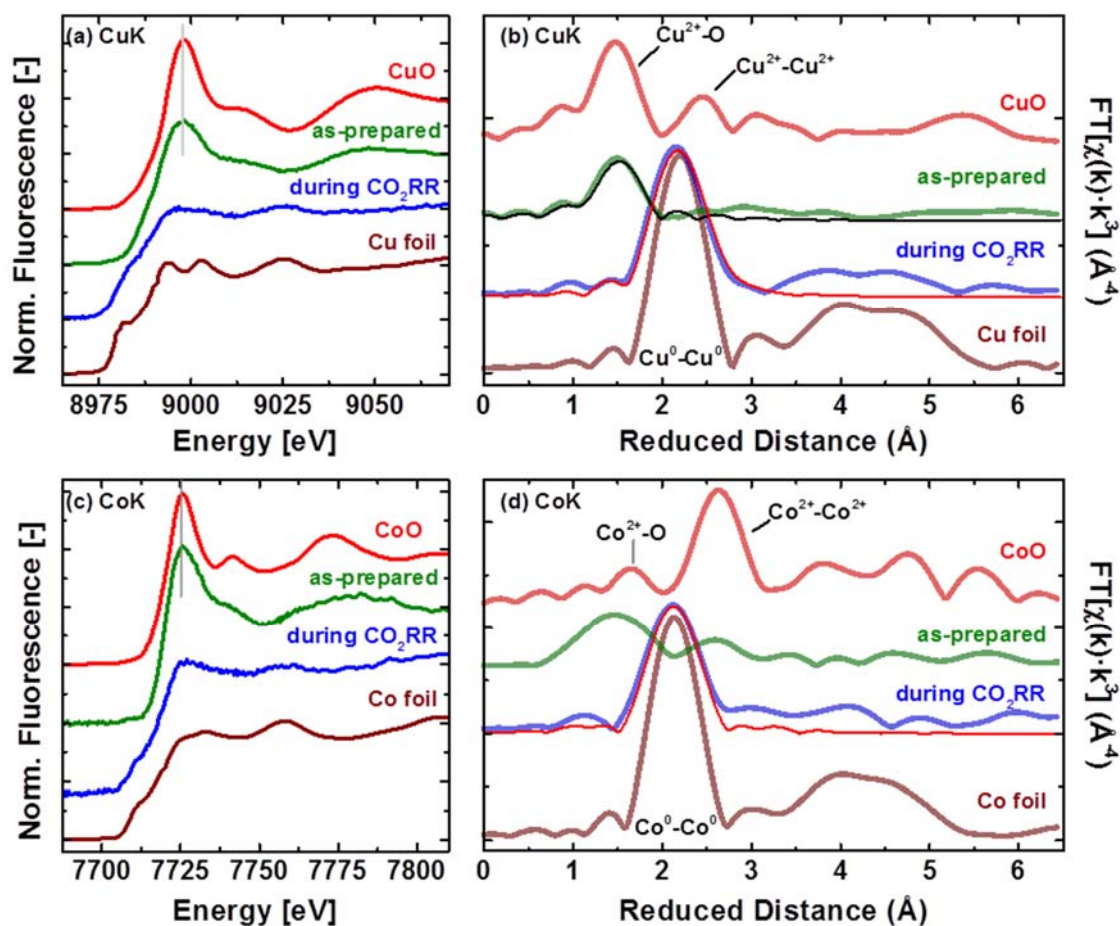 (a) CuK
CuO
as-prepared
during CO₂RR
Cu foil
Norm. Fluorescence [-]
8975 9000 9025 9050
Energy [eV]
(b) CuK
Cu²⁺-O
Cu²⁺-Cu²⁺
CuO
as-prepared
during CO₂RR
Cu foil
Cu⁰-Cu⁰
FT[χ(k)·k³] (Å⁻⁴)
0 1 2 3 4 5 6
Reduced Distance (Å)
(c) CoK
CoO
as-prepared
during CO₂RR
Co foil
Norm. Fluorescence [-]
7700 7725 7750 7775 7800
Energy [eV]
(d) CoK
Co²⁺-O
Co²⁺-Co²⁺
CoO
as-prepared
during CO₂RR
Co foil
Co⁰-Co⁰
FT[χ(k)·k³] (Å⁻⁴)
0 1 2 3 4 5 6
Reduced Distance (Å)